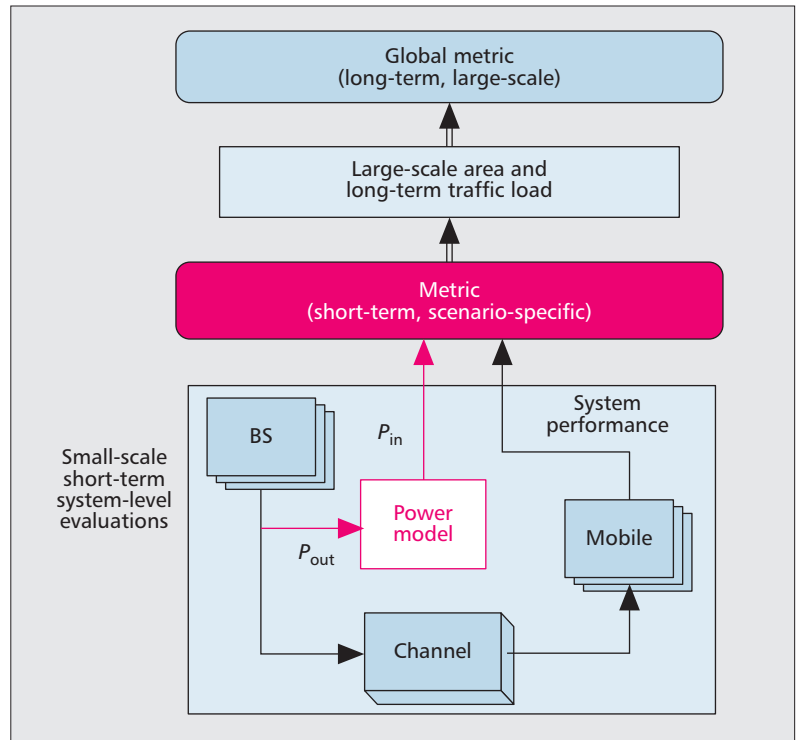 Global metric
(long-term, large-scale)
Large-scale area and
long-term traffic load
Metric
(short-term, scenario-specific)
System
performance
BS
Pin
Small-scale
short-term
system-level
evaluations
Power
model
Pout
Mobile
Channel